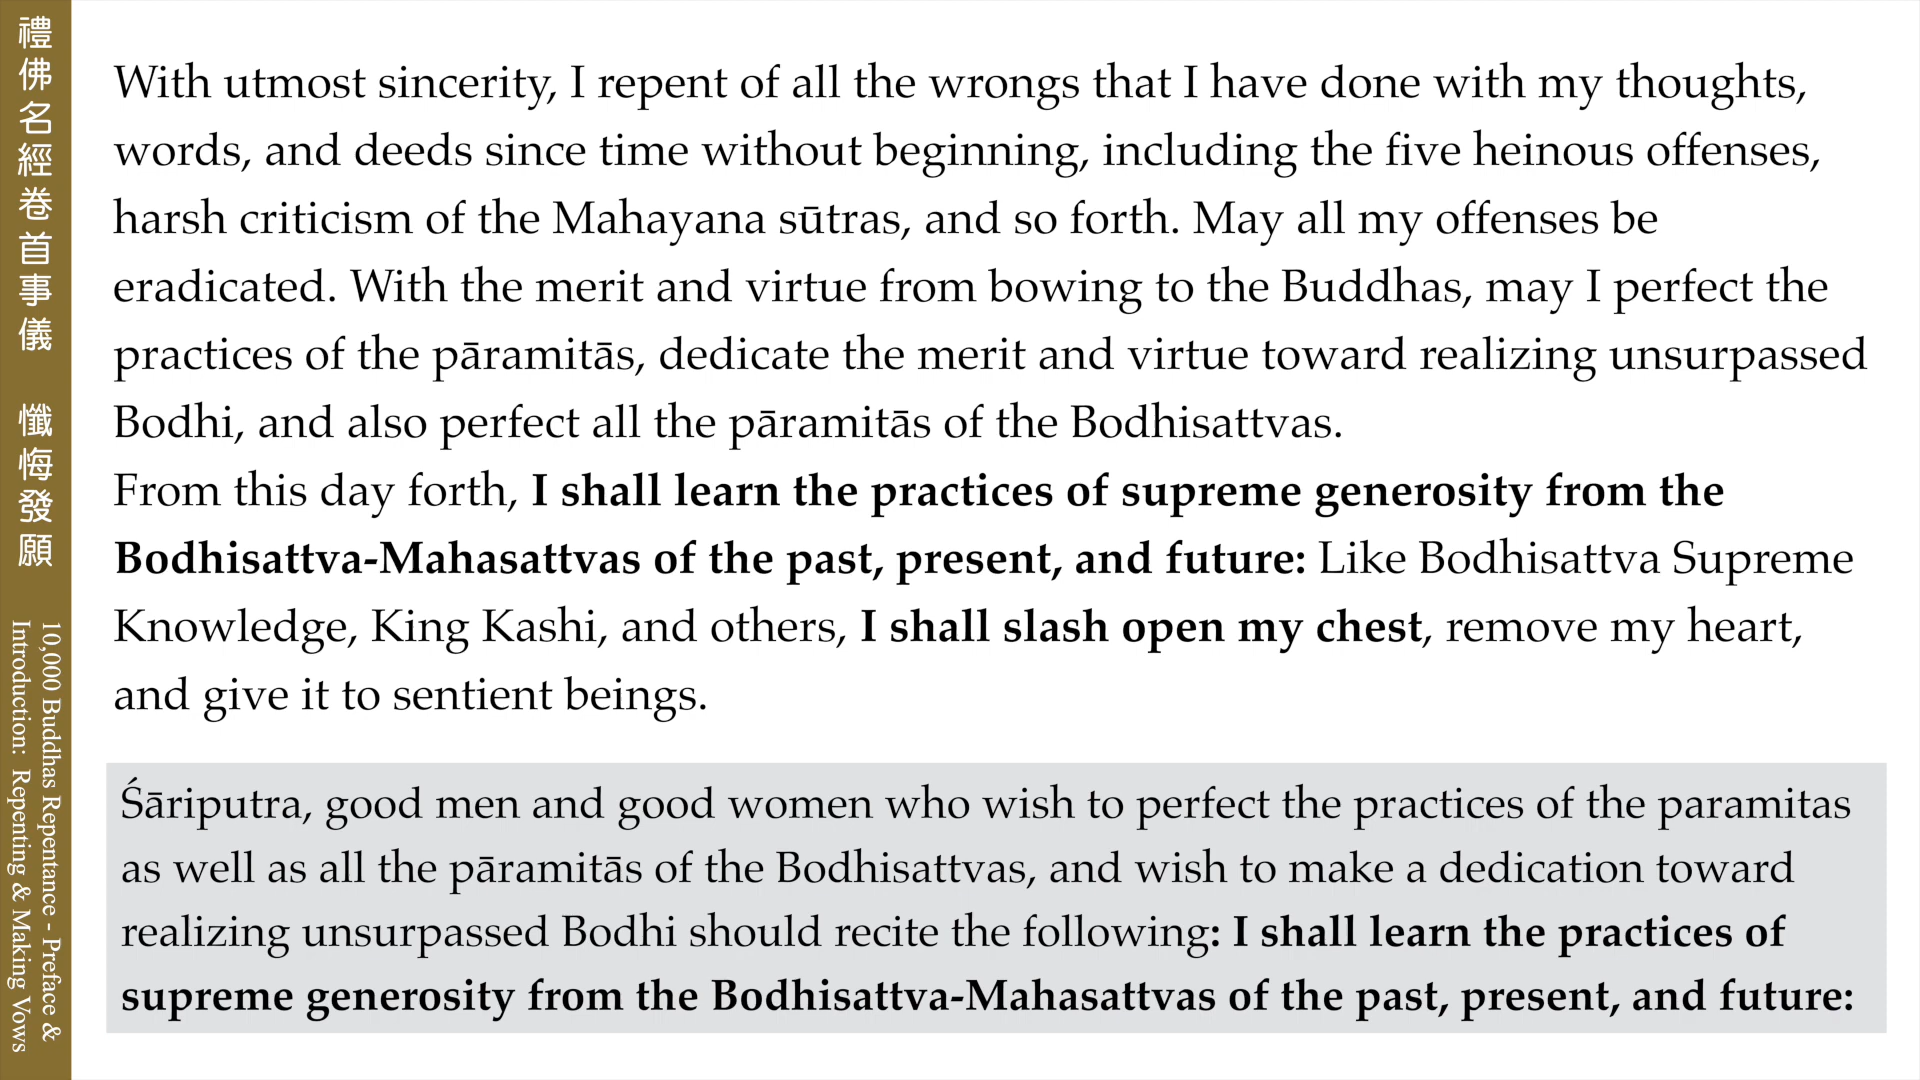 禮佛名經卷首事儀 懺悔發願
10,000 Buddhas Repentance - Preface &
Introduction: Repenting & Making Vows
With utmost sincerity, I repent of all the wrongs that I have done with my thoughts,
words, and deeds since time without beginning, including the five heinous offenses,
harsh criticism of the Mahayana sūtras, and so forth. May all my offenses be
eradicated. With the merit and virtue from bowing to the Buddhas, may I perfect the
practices of the pāramitās, dedicate the merit and virtue toward realizing unsurpassed
Bodhi, and also perfect all the pāramitās of the Bodhisattvas.
From this day forth, I shall learn the practices of supreme generosity from the
Bodhisattva-Mahasattvas of the past, present, and future: Like Bodhisattva Supreme
Knowledge, King Kashi, and others, I shall slash open my chest, remove my heart,
and give it to sentient beings.
Śāriputra, good men and good women who wish to perfect the practices of the paramitas
as well as all the pāramitās of the Bodhisattvas, and wish to make a dedication toward
realizing unsurpassed Bodhi should recite the following: I shall learn the practices of
supreme generosity from the Bodhisattva-Mahasattvas of the past, present, and future: